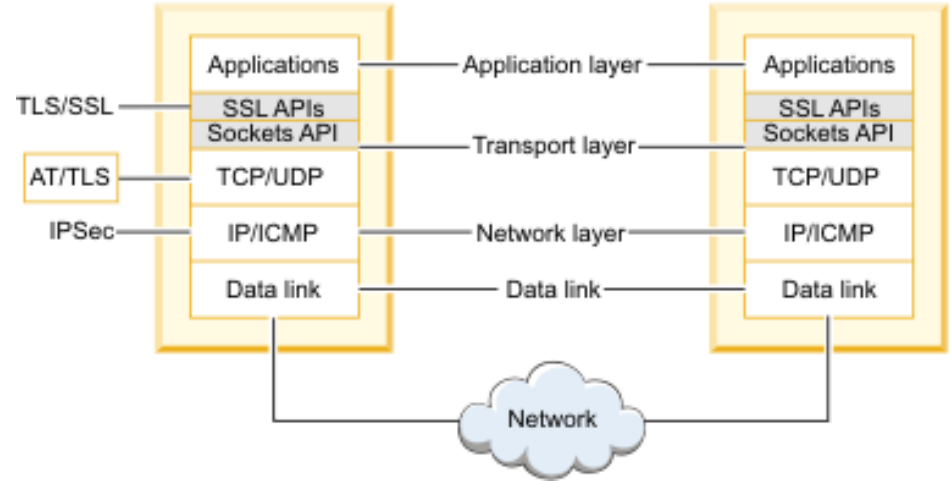 Applications
Application layer
Applications
TLS/SSL
SSL APIs
SSL APIs
Sockets API
Sockets API
Transport layer
AT/TLS
TCP/UDP
TCP/UDP
IPSec
IP/ICMP
Network layer
IP/ICMP
Data link
Data link
Data link
Network